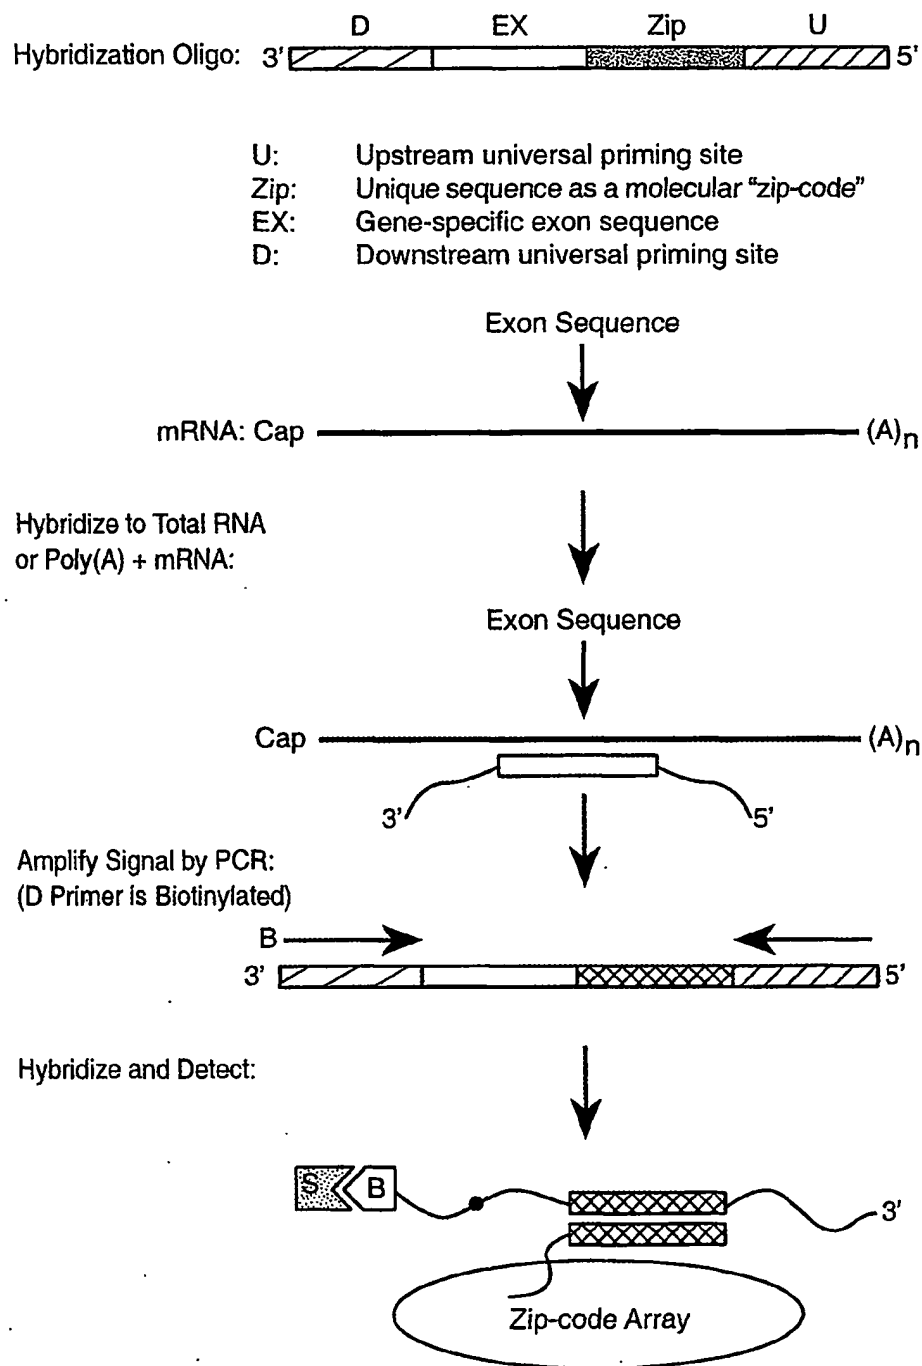 D EX Zip U
Hybridization Oligo: 3' 5'
U: Upstream universal priming site
Zip: Unique sequence as a molecular "zip-code"
EX: Gene-specific exon sequence
D: Downstream universal priming site
Exon Sequence
mRNA: Cap (A)n
Hybridize to Total RNA
or Poly(A) + mRNA:
Exon Sequence
Cap (A)n
3' 5'
Amplify Signal by PCR:
(D Primer is Biotinylated)
B
3' 5'
Hybridize and Detect:
S B 3'
Zip-code Array